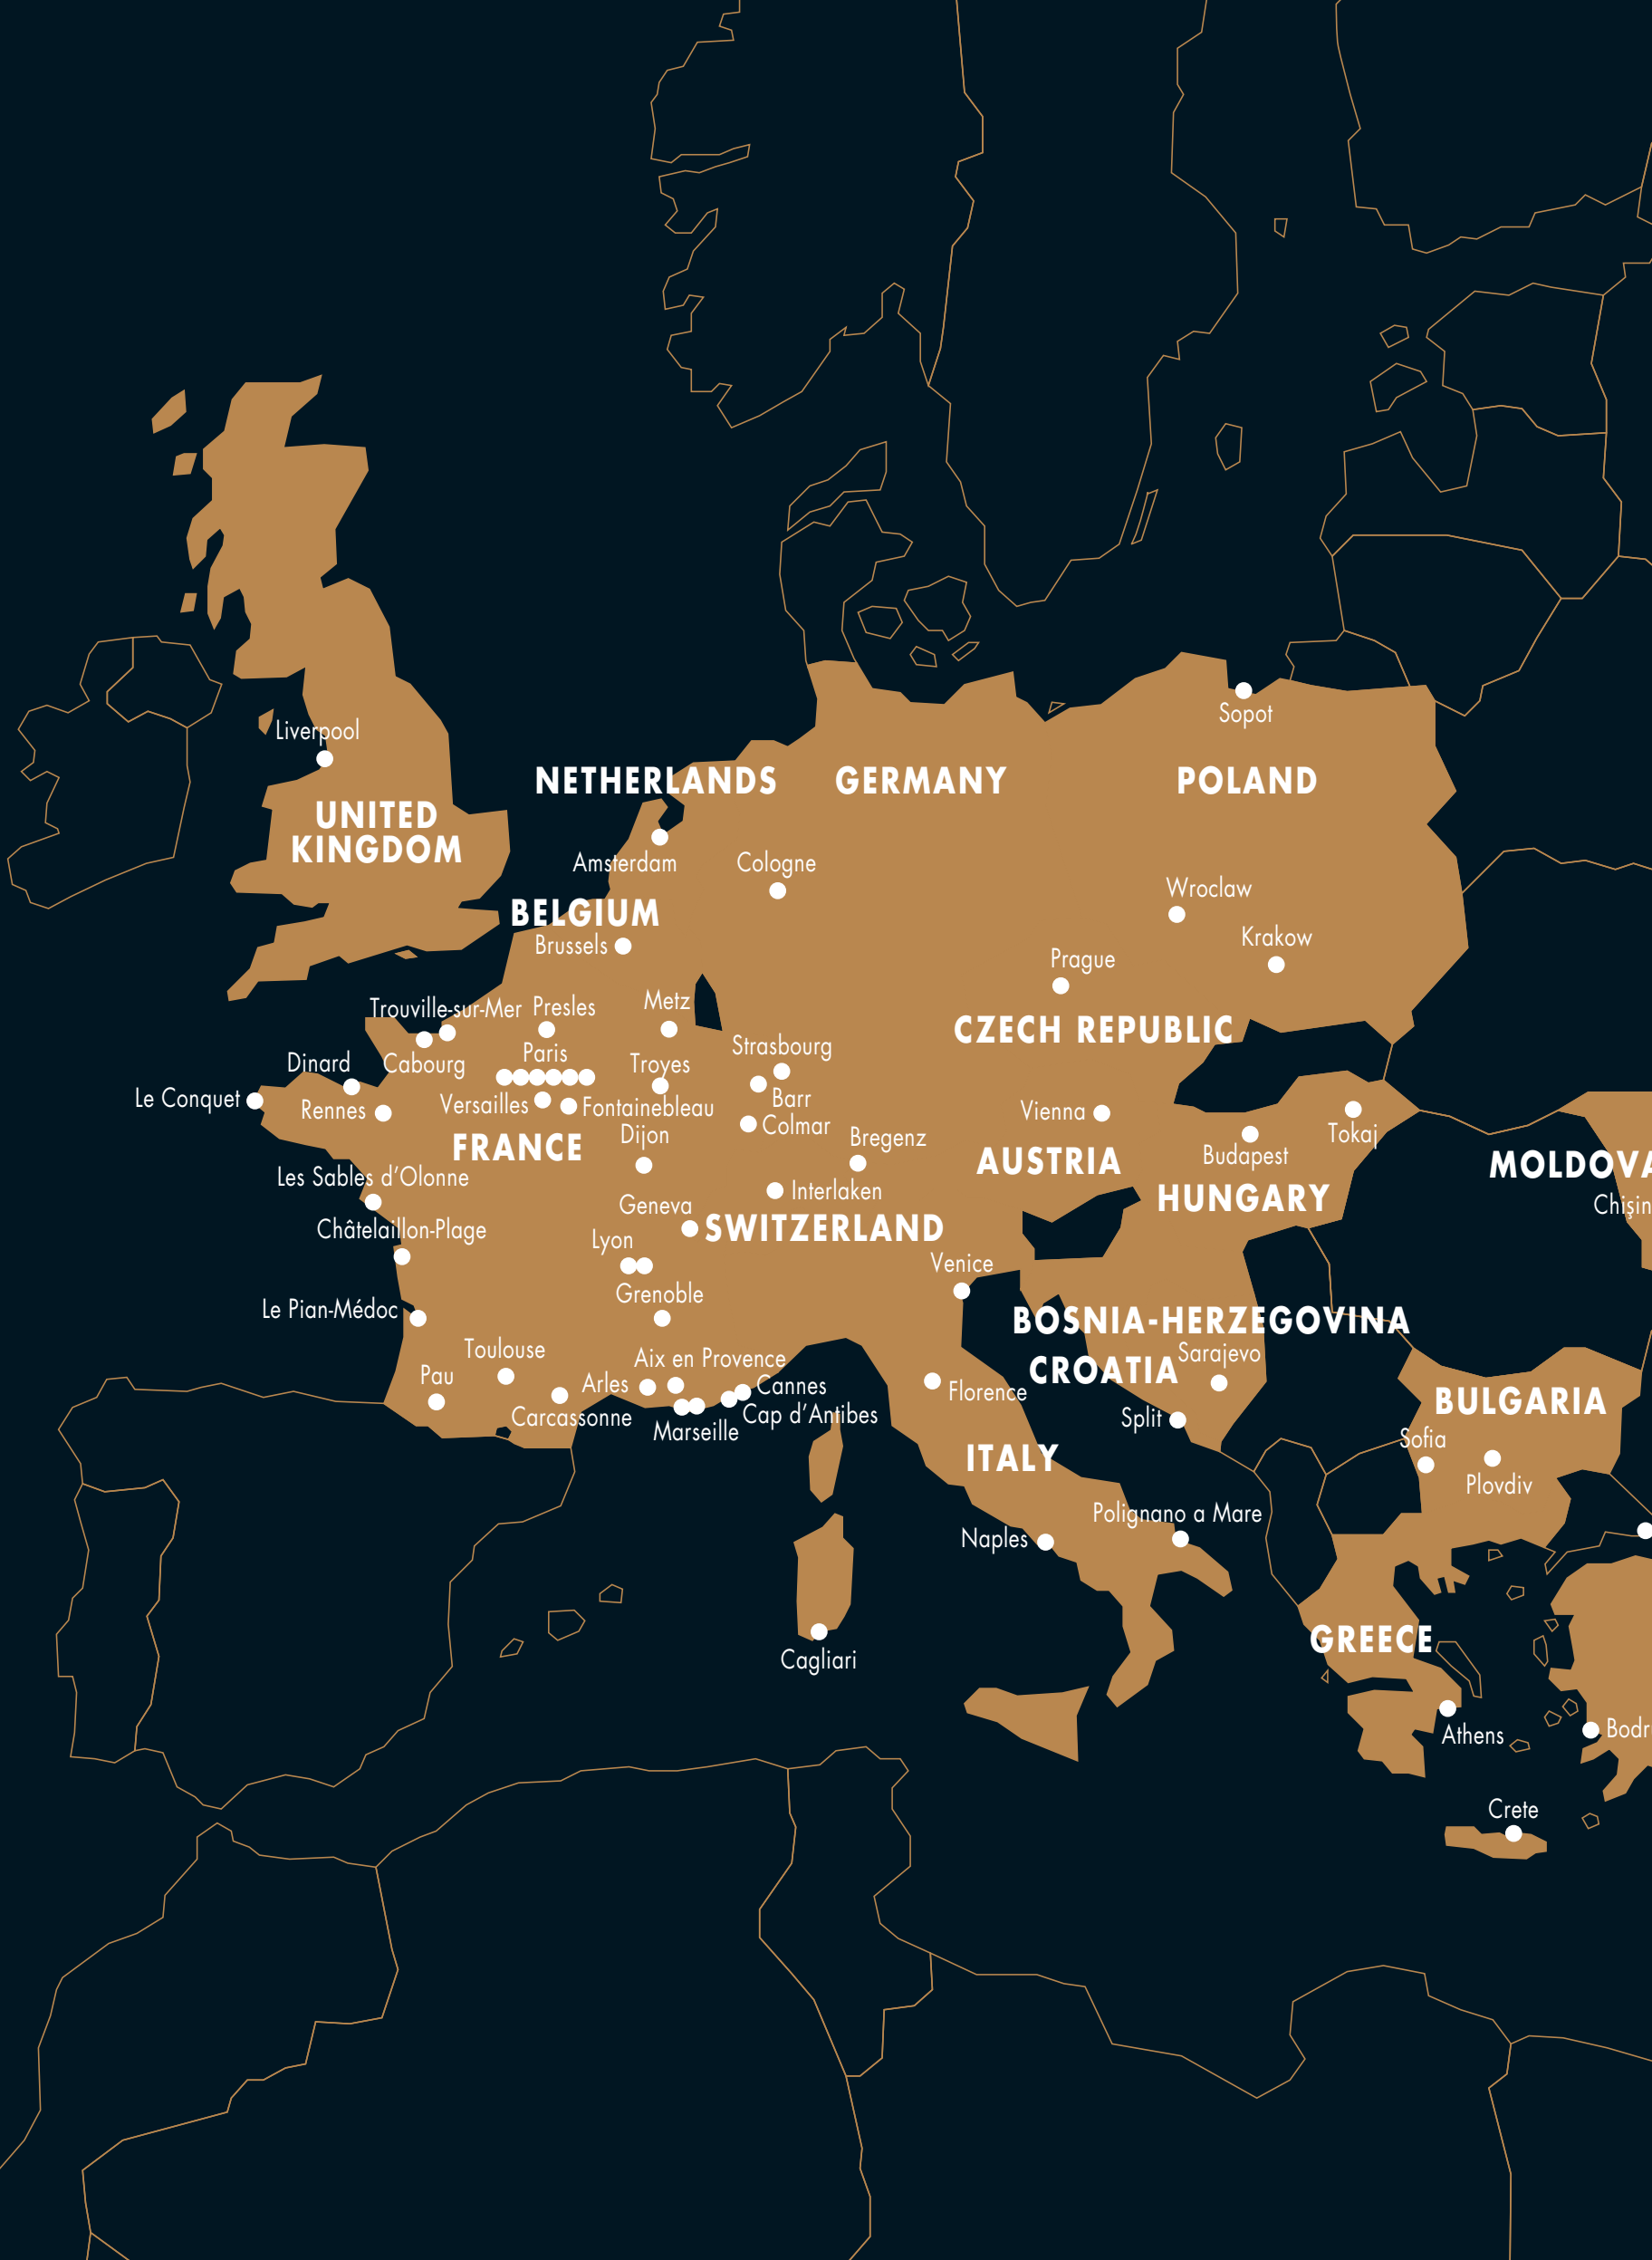 Sopot
Liverpool
NETHERLANDS
GERMANY
POLAND
UNITED
KINGDOM
Amsterdam
Cologne
Wroclaw
BELGIUM
Brussels
Krakow
Prague
Trouville-sur-Mer
Presles
Metz
CZECH REPUBLIC
Strasbourg
Paris
Dinard
Cabourg
Troyes
Le Conquet
Barr
Rennes
Versailles
Fontainebleau
Vienna
Colmar
Tokaj
Dijon
Bregenz
FRANCE
Budapest
AUSTRIA
MOLDOVA
Les Sables d’Olonne
Interlaken
HUNGARY
Geneva
Chişin
Châtelaillon-Plage
SWITZERLAND
Lyon
Venice
Grenoble
Le Pian-Médoc
BOSNIA-HERZEGOVINA
Toulouse
Sarajevo
Aix en Provence
CROATIA
Pau
Arles
Cannes
Florence
BULGARIA
Carcassonne
Cap d’Antibes
Split
Marseille
Sofia
ITALY
Plovdiv
Polignano a Mare
Naples
GREECE
Cagliari
Bodr
Athens
Crete